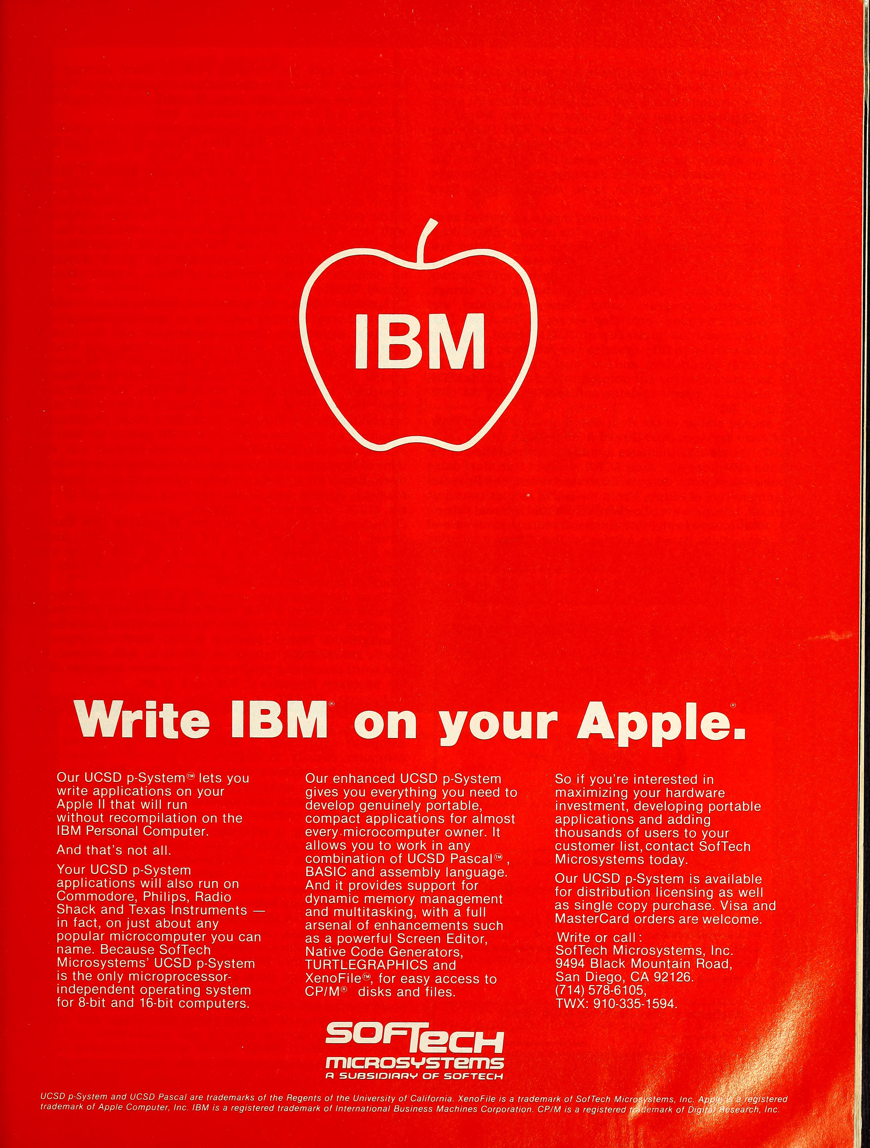 IBM
Write IBM® on your Apple.®
Our UCSD p-System™ lets you
write applications on your
Apple II that will run
without recompilation on the
IBM Personal Computer.
And that's not all.
Your UCSD p-System
applications will also run on
Commodore, Philips, Radio
Shack and Texas Instruments —
in fact, on just about any
popular microcomputer you can
name. Because SofTech
Microsystems' UCSD p-System
is the only microprocessor-
independent operating system
for 8-bit and 16-bit computers.
Our enhanced UCSD p-System
gives you everything you need to
develop genuinely portable,
compact applications for almost
every microcomputer owner. It
allows you to work in any
combination of UCSD Pascal™,
BASIC and assembly language.
And it provides support for
dynamic memory management
and multitasking, with a full
arsenal of enhancements such
as a powerful Screen Editor,
Native Code Generators,
TURTLEGRAPHICS and
XenoFile™, for easy access to
CP/M® disks and files.
So if you're interested in
maximizing your hardware
investment, developing portable
applications and adding
thousands of users to your
customer list, contact SofTech
Microsystems today.
Our UCSD p-System is available
for distribution licensing as well
as single copy purchase. Visa and
MasterCard orders are welcome.
Write or call:
SofTech Microsystems, Inc.
9494 Black Mountain Road,
San Diego, CA 92126.
(714) 578-6105,
TWX: 910-335-1594.
SOFTECH
MICROSYSTEMS
A SUBSIDIARY OF SOFTECH
UCSD p-System and UCSD Pascal are trademarks of the Regents of the University of California. XenoFile is a trademark of SofTech Microsystems, Inc. Apple is a registered
trademark of Apple Computer, Inc. IBM is a registered trademark of International Business Machines Corporation. CP/M is a registered trademark of Digital Research, Inc.